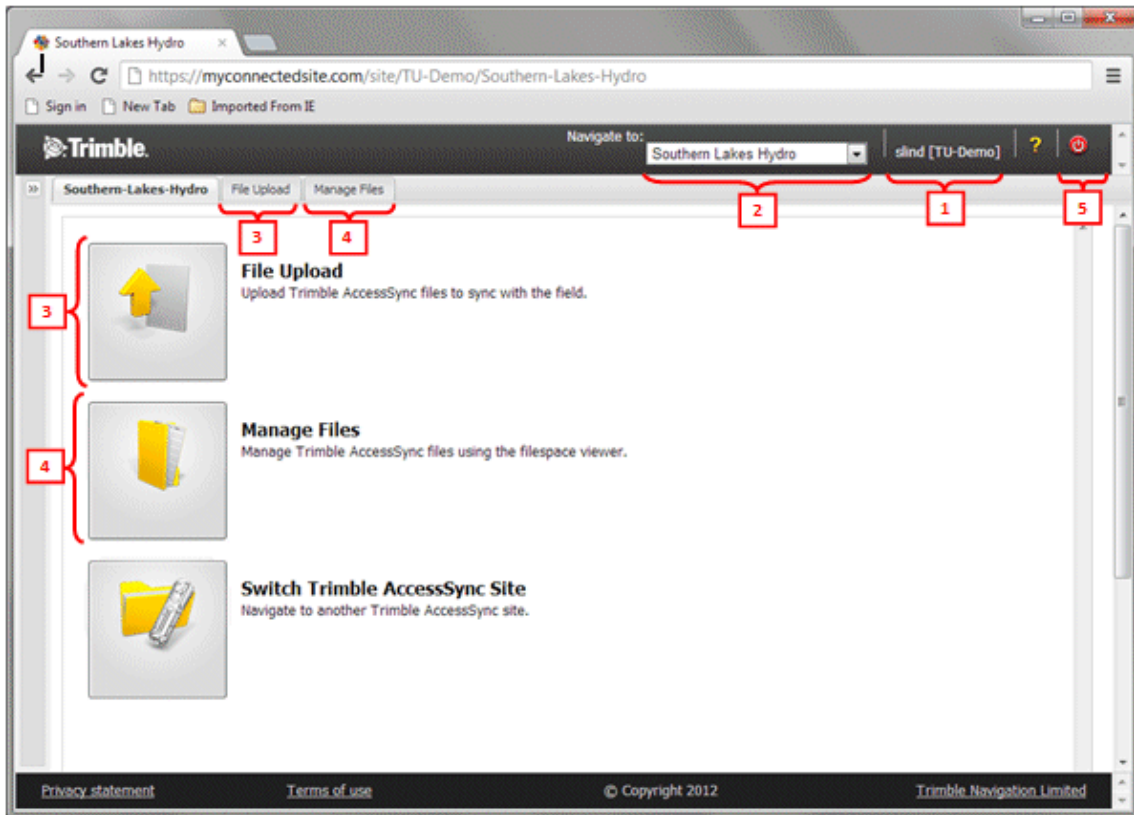 Southern Lakes Hydro
https://myconnectedsite.com/site/TU-Demo/Southern-Lakes-Hydro
Sign in New Tab Imported From IE
Trimble.
Navigate to:
Southern Lakes Hydro
slind [TU-Demo]
?
Southern-Lakes-Hydro File Upload Manage Files
2
1
5
3
4
File Upload
Upload Trimble AccessSync files to sync with the field.
3
Manage Files
Manage Trimble AccessSync files using the filespace viewer.
4
Switch Trimble AccessSync Site
Navigate to another Trimble AccessSync site.
Privacy statement Terms of use © Copyright 2012 Trimble Navigation Limited